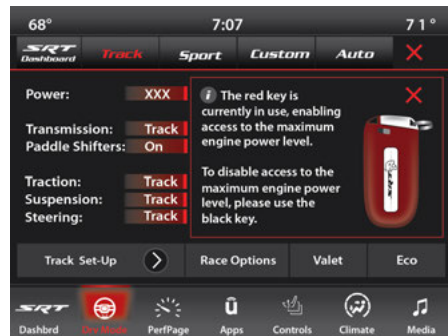 68° 7:07 71°
SRT
Dashboard Track Sport Custom Auto
Power: XXX
Transmission: Track
Paddle Shifters: On
Traction: Track
Suspension: Track
Steering: Track
i The red key is
currently in use, enabling
access to the maximum
engine power level.
To disable access to the
maximum engine power
level, please use the
black key.
Track Set-Up Race Options Valet Eco
SRT
Dashbrd Drv Mode PerfPage Apps Controls Climate Media